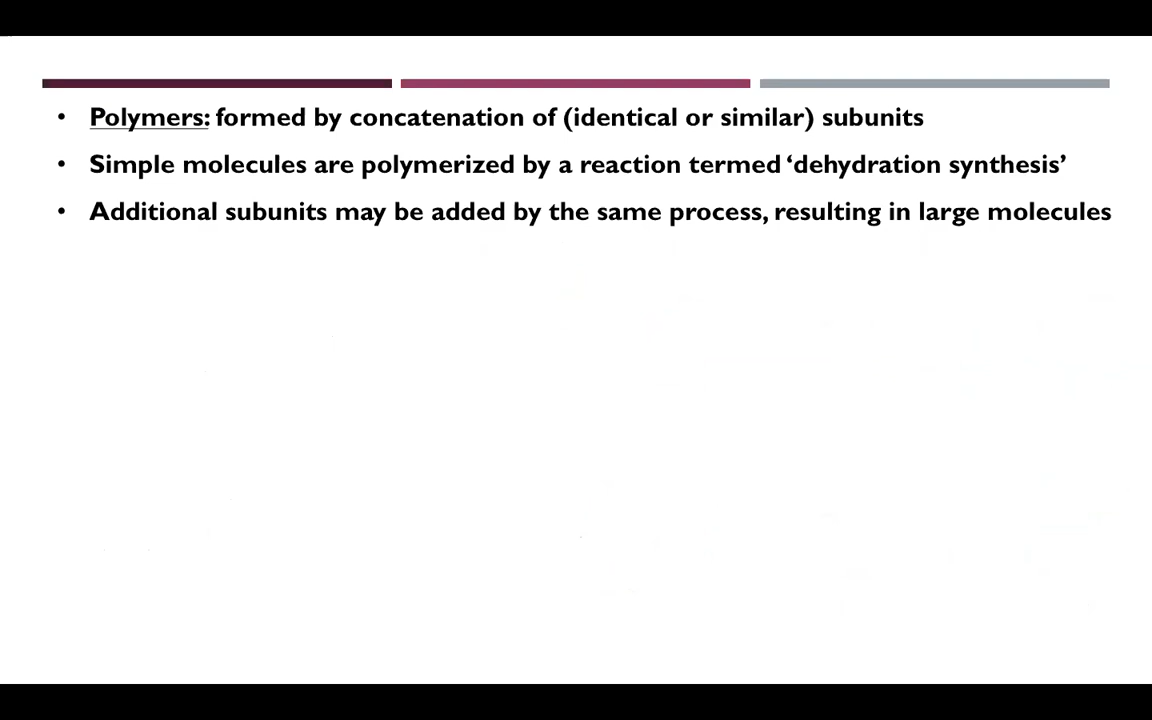 • Polymers: formed by concatenation of (identical or similar) subunits
• Simple molecules are polymerized by a reaction termed ‘dehydration synthesis’
• Additional subunits may be added by the same process, resulting in large molecules